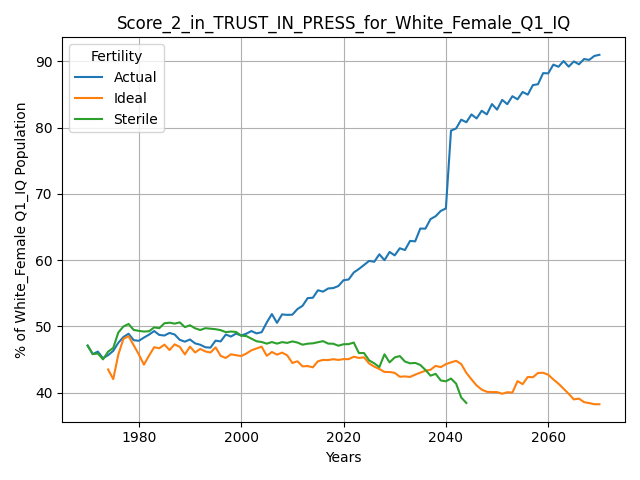 Score_2_in_TRUST_IN_PRESS_for_White_Female_Q1_IQ
Fertility
Actual
Ideal
Sterile
% of White_Female Q1_IQ Population
90
80
70
60
50
40
1980
2000
2020
2040
2060
Years